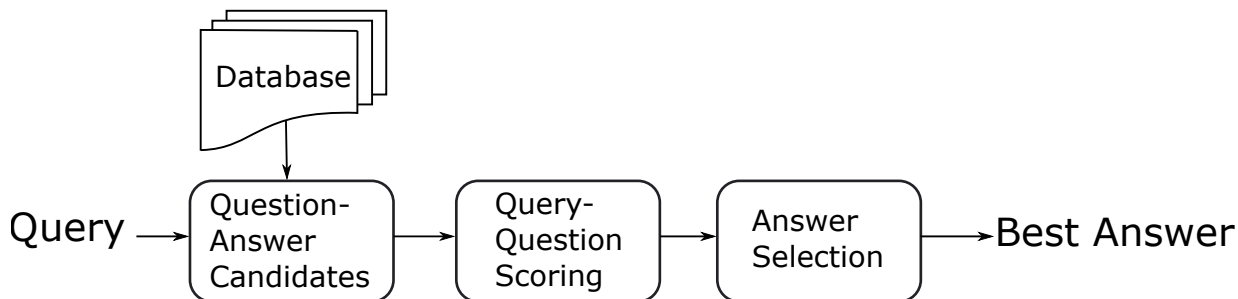 Database
Query
Question-
Answer
Candidates
Query-
Question
Scoring
Answer
Selection
Best Answer